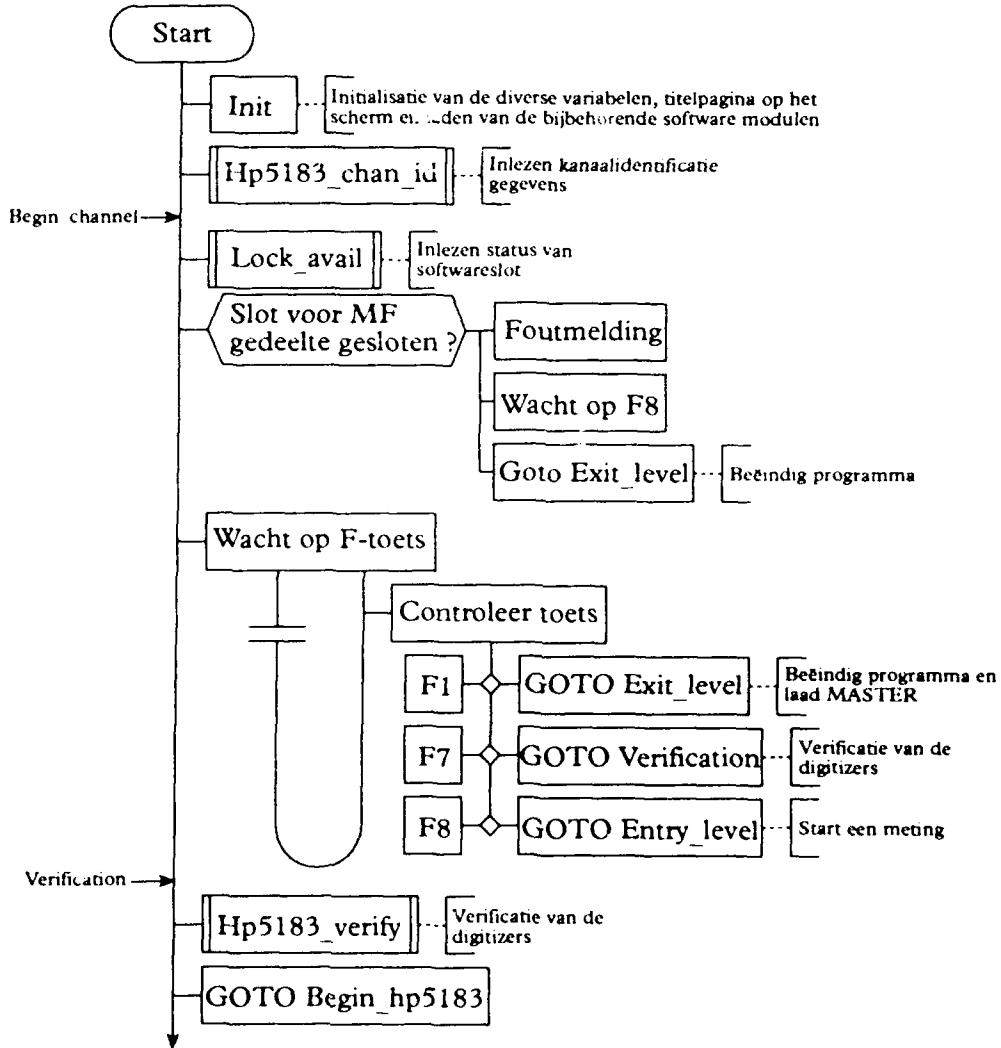 Start
Init
Initialisatie van de diverse variabelen, titelpagina op het
scherm van de bijbehorende software modulen
Hp5183_chan_id
Inlezen kanaalidentificatie
gegevens
Begin channel
Lock_avail
Inlezen status van
softwareslot
Slot voor MF
gedeelte gesloten ?
Foutmelding
Wacht op F8
Goto Exit_level
Beëindig programma
Wacht op F-toets
Controleer toets
F1
GOTO Exit_level
Beëindig programma en
laad MASTER
F7
GOTO Verification
Verificatie van de
digitizers
F8
GOTO Entry_level
Start een meting
Verification
Hp5183_verify
Verificatie van de
digitizers
GOTO Begin_hp5183